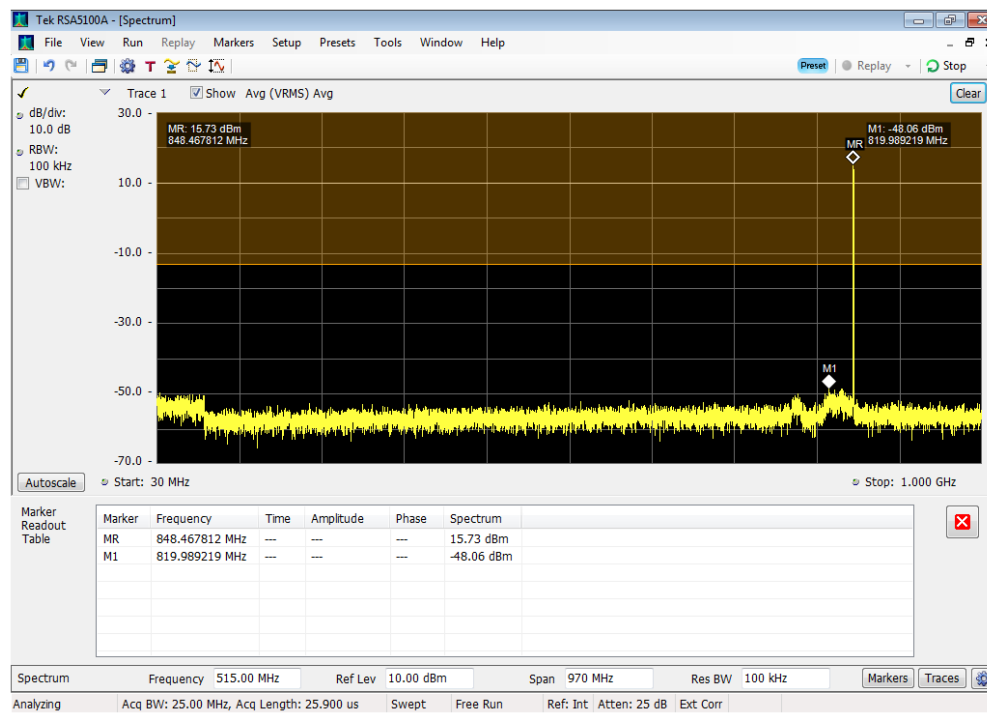 Tek RSA5100A - [Spectrum]
File View Run Replay Markers Setup Presets Tools Window Help
T Preset Replay Stop
Trace 1 Show Avg (VRMS) Avg Clear
dB/div:
10.0 dB
RBW:
100 kHz
VBW:
30.0
10.0
-10.0
-30.0
-50.0
-70.0
MR: 15.73 dBm
848.467812 MHz
M1: -48.06 dBm
819.989219 MHz
MR
M1
Autoscale Start: 30 MHz Stop: 1.000 GHz
Marker
Readout
Table
Marker Frequency Time Amplitude Phase Spectrum
MR 848.467812 MHz --- --- --- 15.73 dBm
M1 819.989219 MHz --- --- --- -48.06 dBm
Spectrum Frequency 515.00 MHz Ref Lev 10.00 dBm Span 970 MHz Res BW 100 kHz Markers Traces
Analyzing Acq BW: 25.00 MHz, Acq Length: 25.900 us Swept Free Run Ref: Int Atten: 25 dB Ext Corr